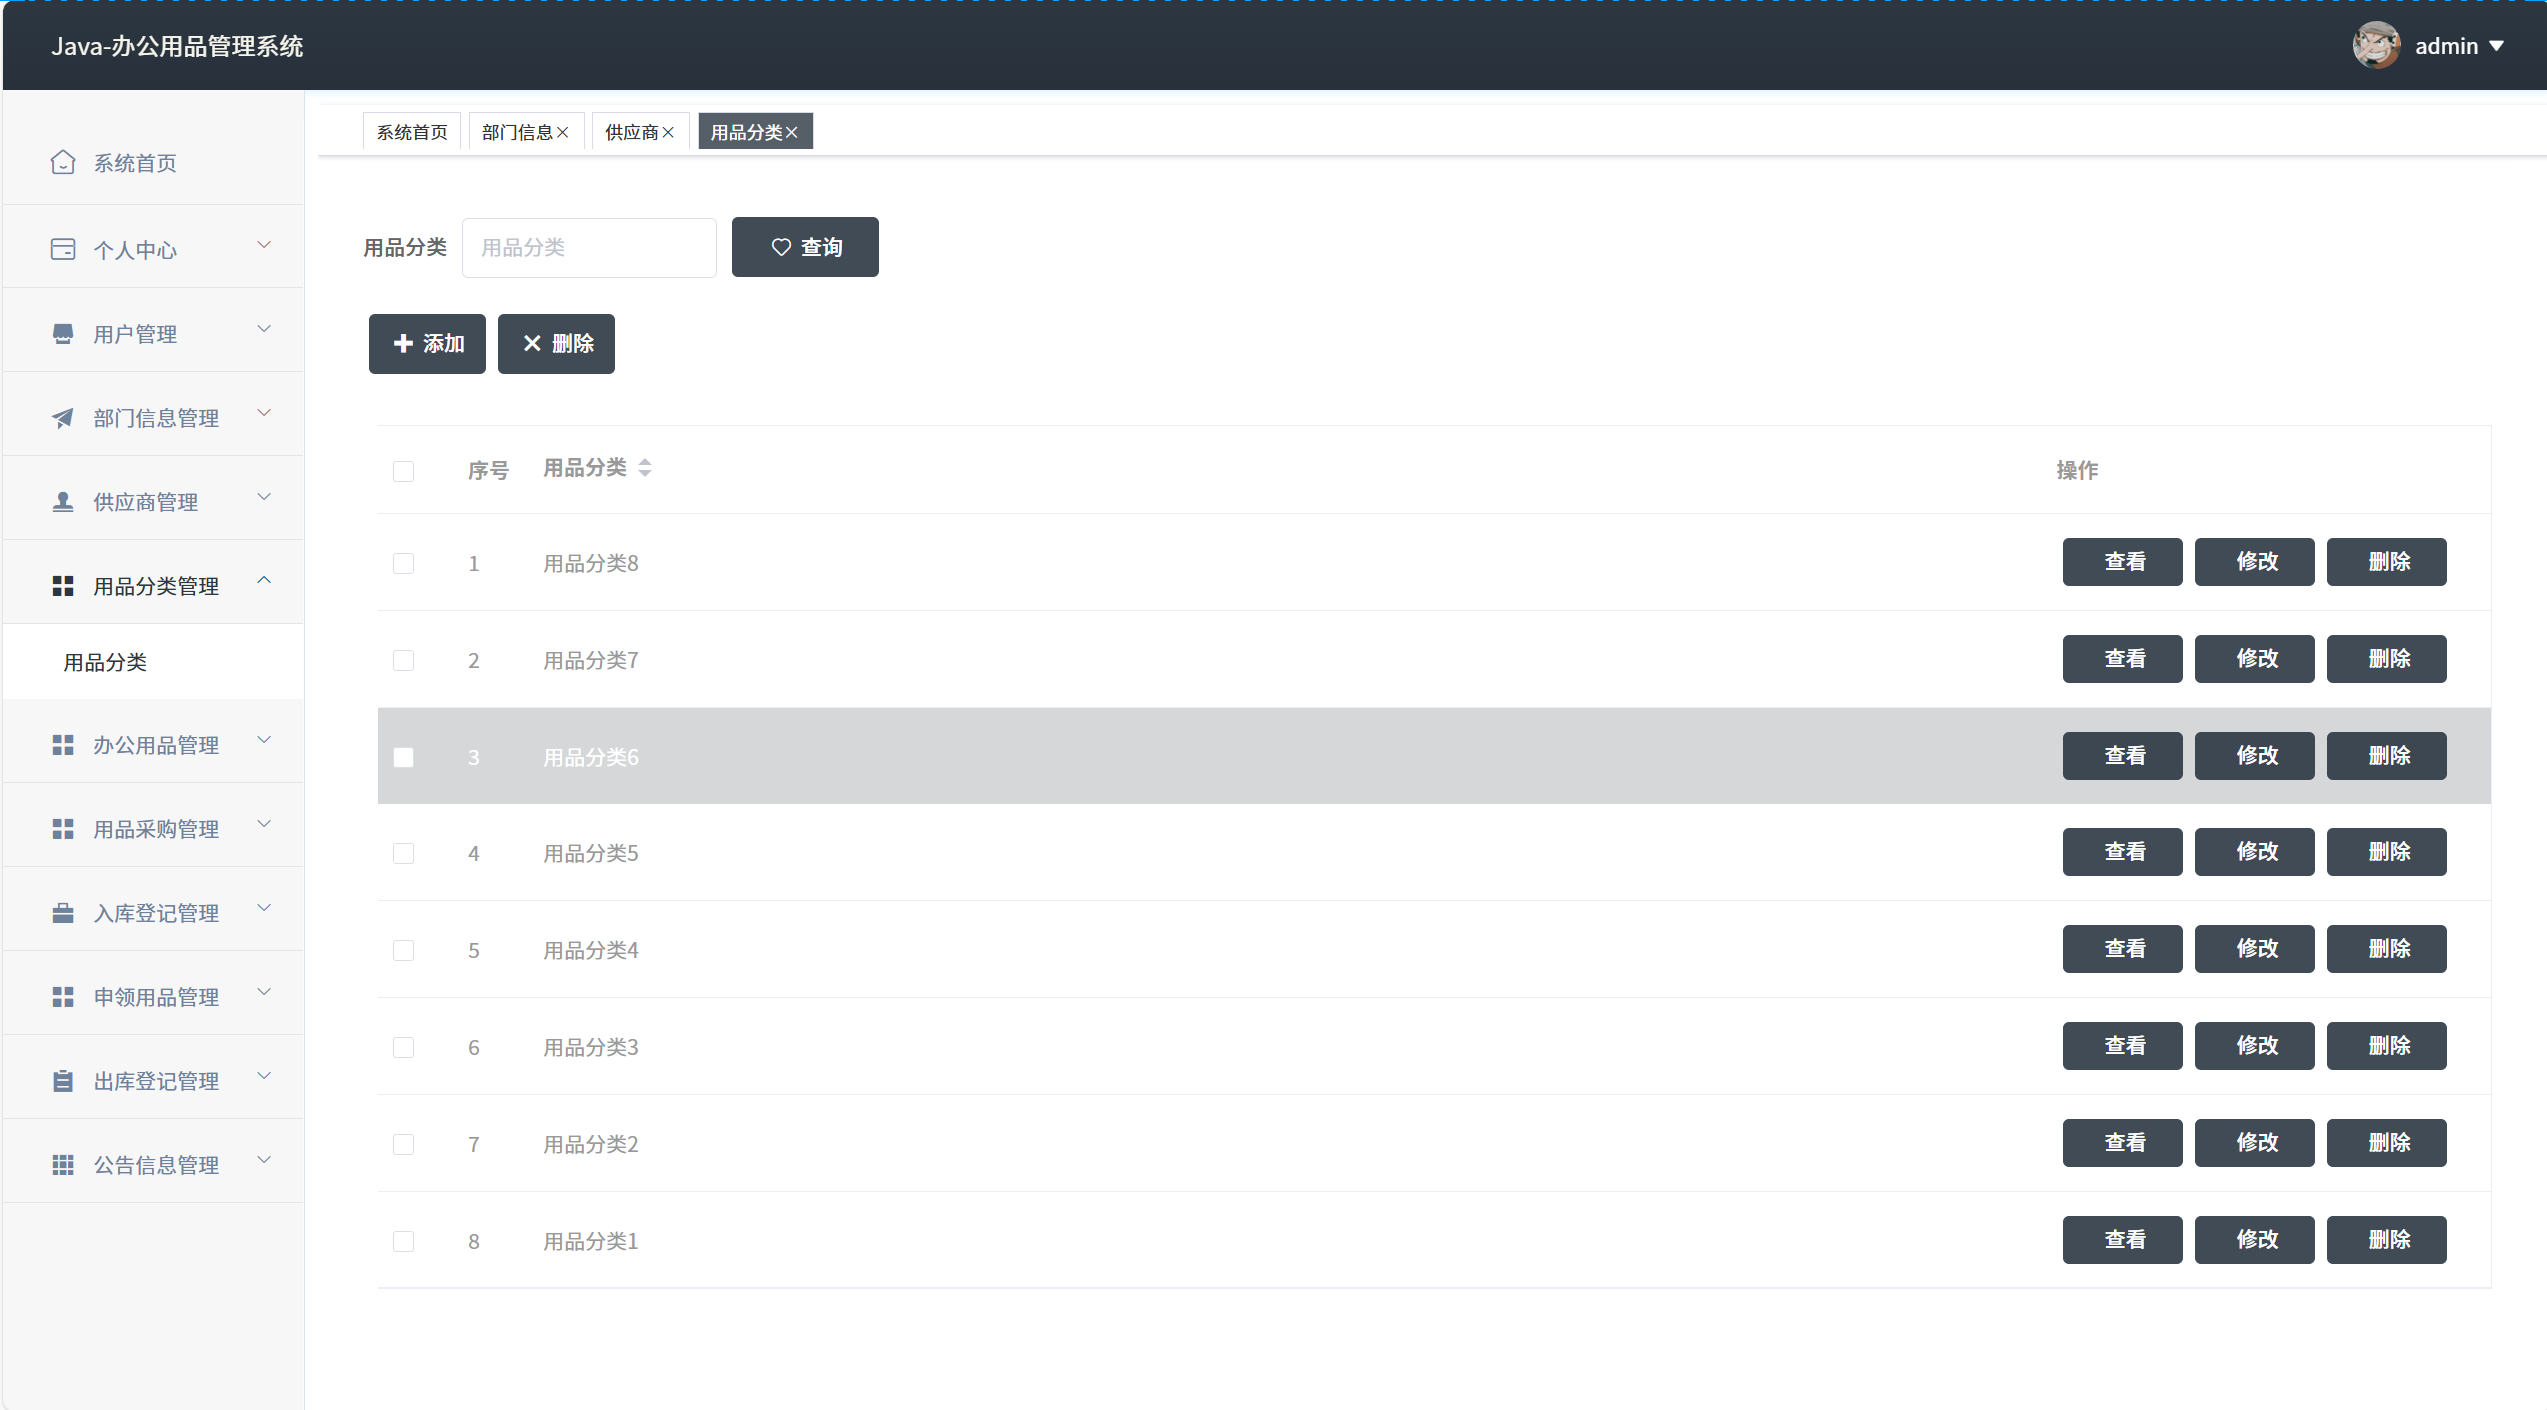 Java-办公用品管理系统
admin
系统首页 部门信息 供应商 用品分类
系统首页
个人中心
用户管理
部门信息管理
供应商管理
用品分类管理
用品分类
办公用品管理
用品采购管理
入库登记管理
申领用品管理
出库登记管理
公告信息管理
用品分类 用品分类 查询
添加 删除
序号 用品分类 操作
1 用品分类8 查看 修改 删除
2 用品分类7 查看 修改 删除
3 用品分类6 查看 修改 删除
4 用品分类5 查看 修改 删除
5 用品分类4 查看 修改 删除
6 用品分类3 查看 修改 删除
7 用品分类2 查看 修改 删除
8 用品分类1 查看 修改 删除